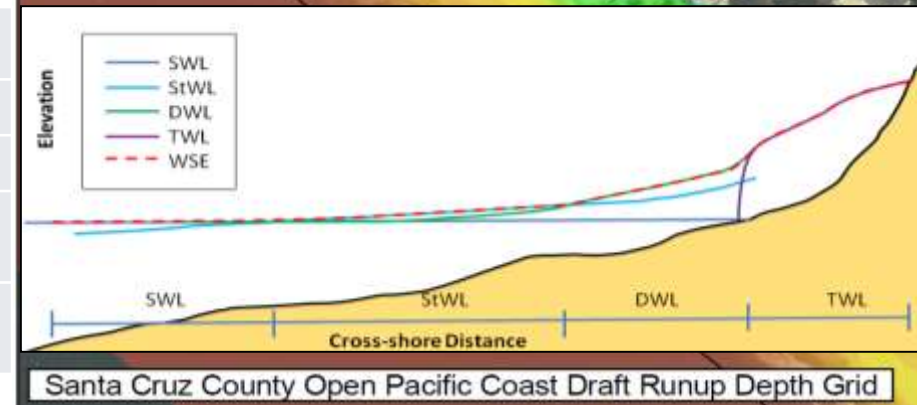 Elevation
SWL
StWL
DWL
TWL
WSE
SWL
StWL
DWL
TWL
Cross-shore Distance
Santa Cruz County Open Pacific Coast Draft Runup Depth Grid